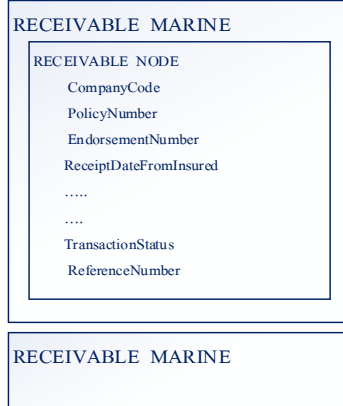 RECEIVABLE MARINE
RECEIVABLE NODE
CompanyCode
PolicyNumber
EndorsementNumber
ReceiptDateFromInsured
…..
….
TransactionStatus
ReferenceNumber
RECEIVABLE MARINE